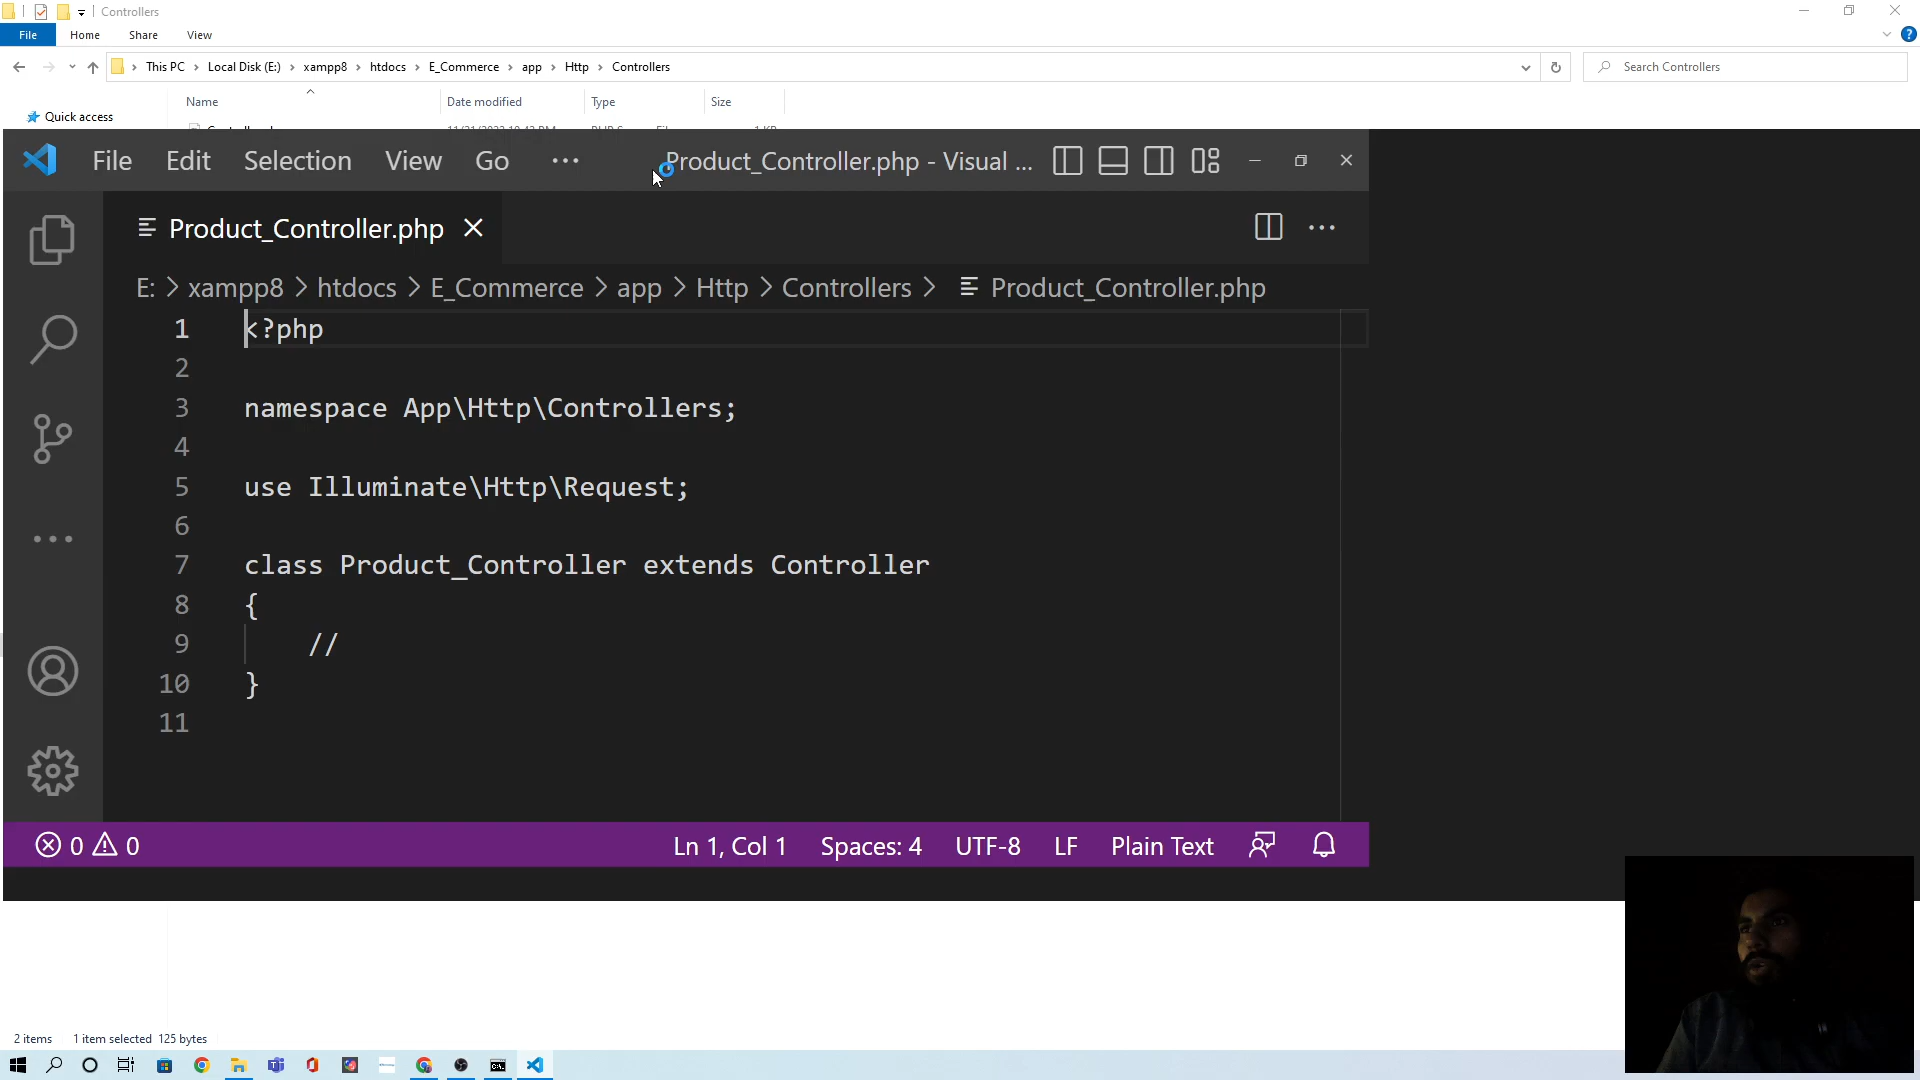 Controllers
File Home Share View
This PC Local Disk (E:) xampp8 htdocs E_Commerce app Http Controllers
Search Controllers
Name Date modified Type Size
Quick access
File Edit Selection View Go ··· Product_Controller.php - Visual ...
Product_Controller.php
E: > xampp8 > htdocs > E_Commerce > app > Http > Controllers > Product_Controller.php
1 <?php
2
3 namespace App\Http\Controllers;
4
5 use Illuminate\Http\Request;
6
7 class Product_Controller extends Controller
8 {
9 //
10 }
11
0 0 Ln 1, Col 1 Spaces: 4 UTF-8 LF Plain Text
2 items 1 item selected 125 bytes